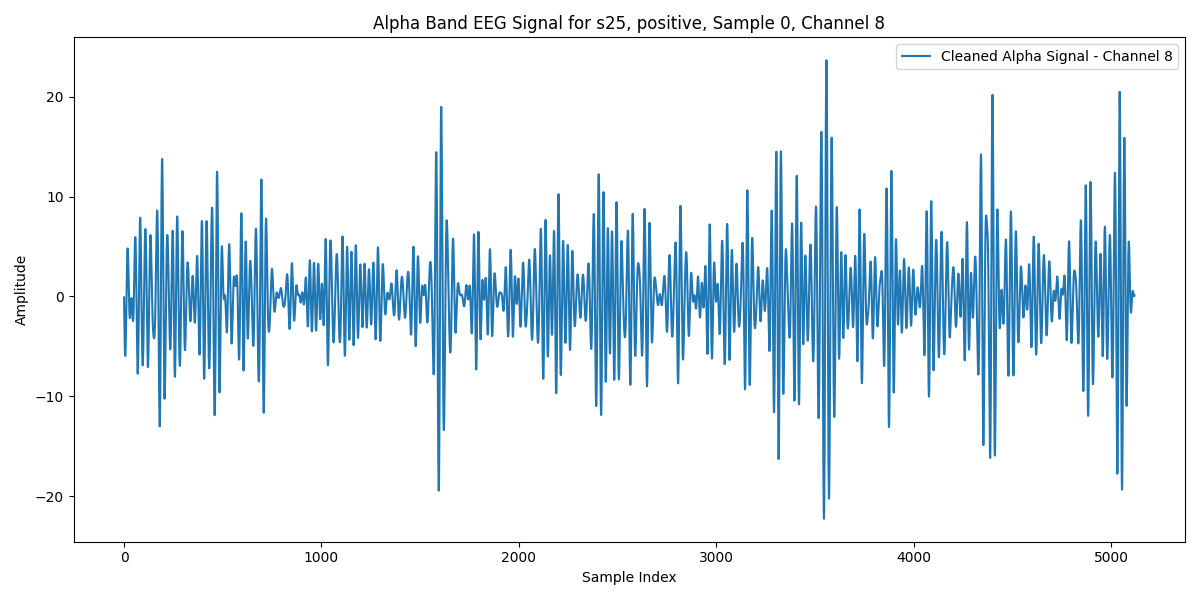 Alpha Band EEG Signal for s25, positive, Sample 0, Channel 8
Cleaned Alpha Signal - Channel 8
Amplitude
20
10
0
−10
−20
0 1000 2000 3000 4000 5000
Sample Index